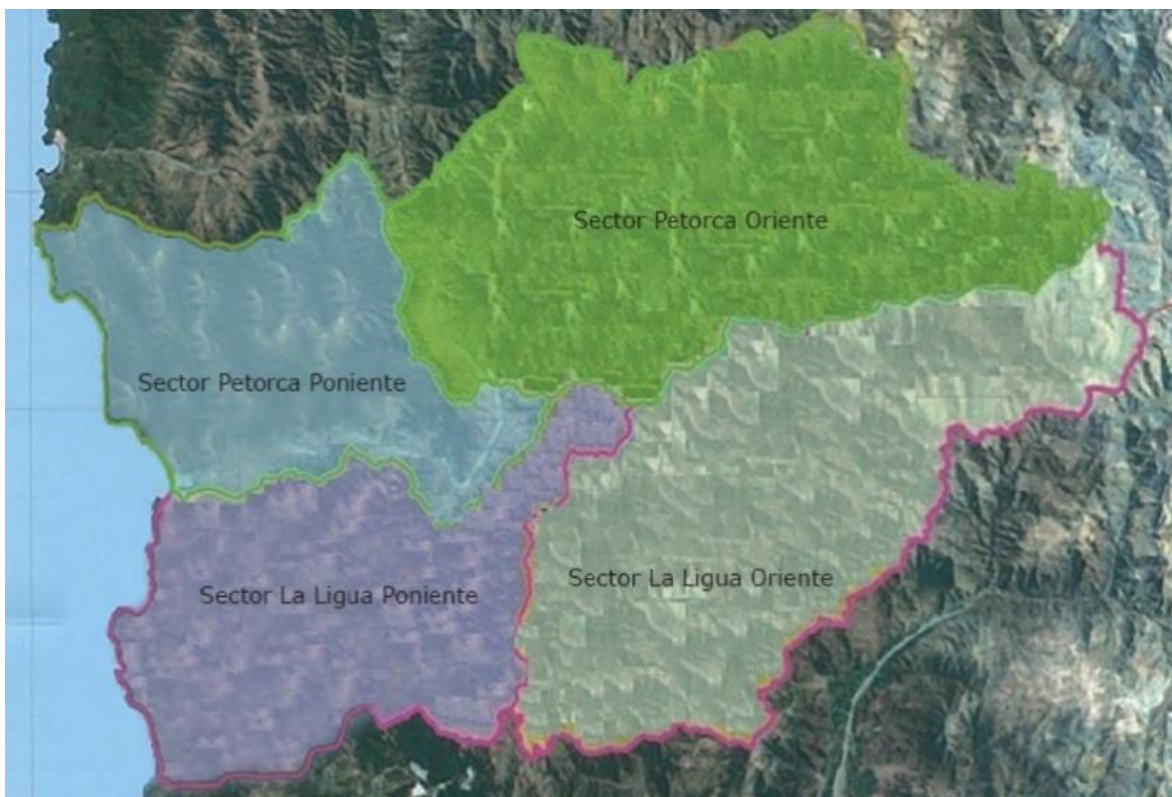 Sector Petorca Oriente
Sector Petorca Poniente
Sector La Ligua Oriente
Sector La Ligua Poniente